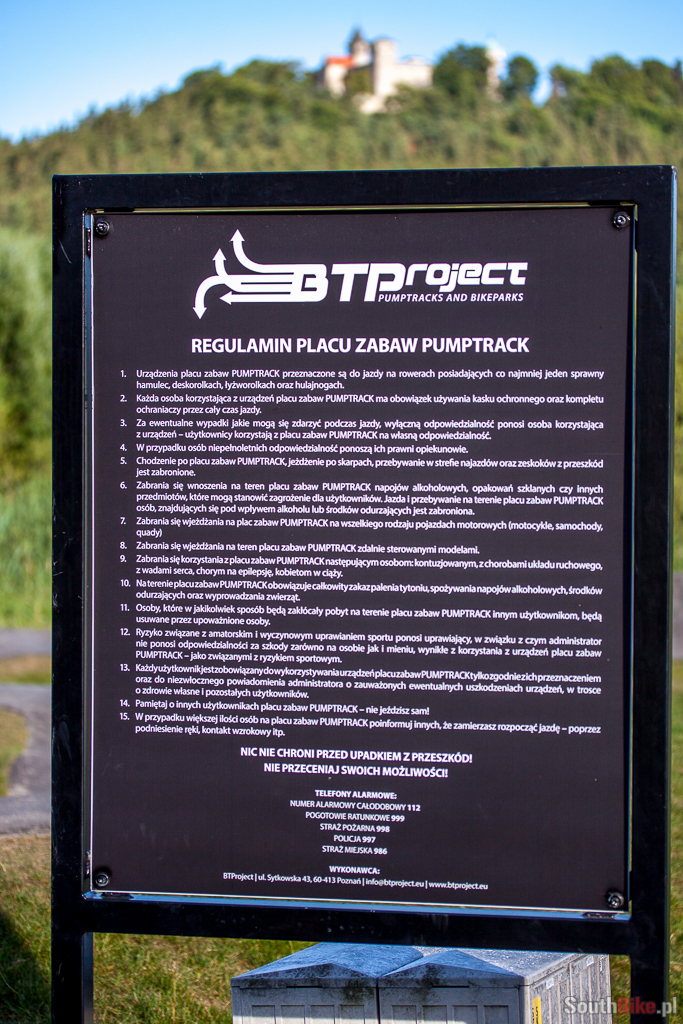 BTProject
PUMPTRACKS AND BIKEPARKS
REGULAMIN PLACU ZABAW PUMPTRACK
1. Urządzenia placu zabaw PUMPTRACK przeznaczone są do jazdy na rowerach posiadających co najmniej jeden sprawny
hamulec, deskorolkach, łyżworolkach oraz hulajnogach.
2. Każda osoba korzystająca z urządzeń placu zabaw PUMPTRACK ma obowiązek używania kasku ochronnego oraz kompletu
ochraniaczy przez cały czas jazdy.
3. Za ewentualne wypadki jakie mogą się zdarzyć podczas jazdy, wyłączną odpowiedzialność ponosi osoba korzystająca
z urządzeń – użytkownicy korzystają z placu zabaw PUMPTRACK na własną odpowiedzialność.
4. W przypadku osób niepełnoletnich odpowiedzialność ponoszą ich prawni opiekunowie.
5. Chodzenie po placu zabaw PUMPTRACK, jeżdżenie po skarpach, przebywanie w strefie najazdów oraz zeskoków z przeszkód
jest zabronione.
6. Zabrania się wnoszenia na teren placu zabaw PUMPTRACK napojów alkoholowych, opakowań szklanych czy innych
przedmiotów, które mogą stanowić zagrożenie dla użytkowników. Jazda i przebywanie na terenie placu zabaw PUMPTRACK
osób, znajdujących się pod wpływem alkoholu lub środków odurzających jest zabroniona.
7. Zabrania się wjeżdżania na plac zabaw PUMPTRACK na wszelkiego rodzaju pojazdach motorowych (motocykle, samochody,
quady)
8. Zabrania się wjeżdżania na teren placu zabaw PUMPTRACK zdalnie sterowanymi modelami.
9. Zabrania się korzystania z placu zabaw PUMPTRACK następującym osobom: kontuzjowanym, z chorobami układu ruchowego,
z wadami serca, chorym na epilepsję, kobietom w ciąży.
10. Na terenie placu zabaw PUMPTRACK obowiązuje całkowity zakaz palenia tytoniu, spożywania napojów alkoholowych, środków
odurzających oraz wyprowadzania zwierząt.
11. Osoby, które w jakikolwiek sposób będą zakłócały pobyt na terenie placu zabaw PUMPTRACK innym użytkownikom, będą
usuwane przez upoważnione osoby.
12. Ryzyko związane z amatorskim i wyczynowym uprawianiem sportu ponosi uprawiający, w związku z czym administrator
nie ponosi odpowiedzialności za szkody zarówno na osobie jak i mieniu, wynikłe z korzystania z urządzeń placu zabaw
PUMPTRACK – jako związanymi z ryzykiem sportowym.
13. Każdy użytkownik jest zobowiązany do wykorzystywania urządzeń placu zabaw PUMPTRACK tylko zgodnie z ich przeznaczeniem
oraz do niezwłocznego powiadomienia administratora o zauważonych ewentualnych uszkodzeniach urządzeń, w trosce
o zdrowie własne i pozostałych użytkowników.
14. Pamiętaj o innych użytkownikach placu zabaw PUMPTRACK – nie jeździsz sam!
15. W przypadku większej ilości osób na placu zabaw PUMPTRACK poinformuj innych, że zamierzasz rozpocząć jazdę – poprzez
podniesienie ręki, kontakt wzrokowy itp.
NIC NIE CHRONI PRZED UPADKIEM Z PRZESZKÓD!
NIE PRZECENIAJ SWOICH MOŻLIWOŚCI!
TELEFONY ALARMOWE:
NUMER ALARMOWY CAŁODOBOWY 112
POGOTOWIE RATUNKOWE 999
STRAŻ POŻARNA 998
POLICJA 997
STRAŻ MIEJSKA 986
WYKONAWCA:
BTProject | ul. Sytkowska 43, 60-413 Poznań | info@btproject.eu | www.btproject.eu
SouthBike.pl